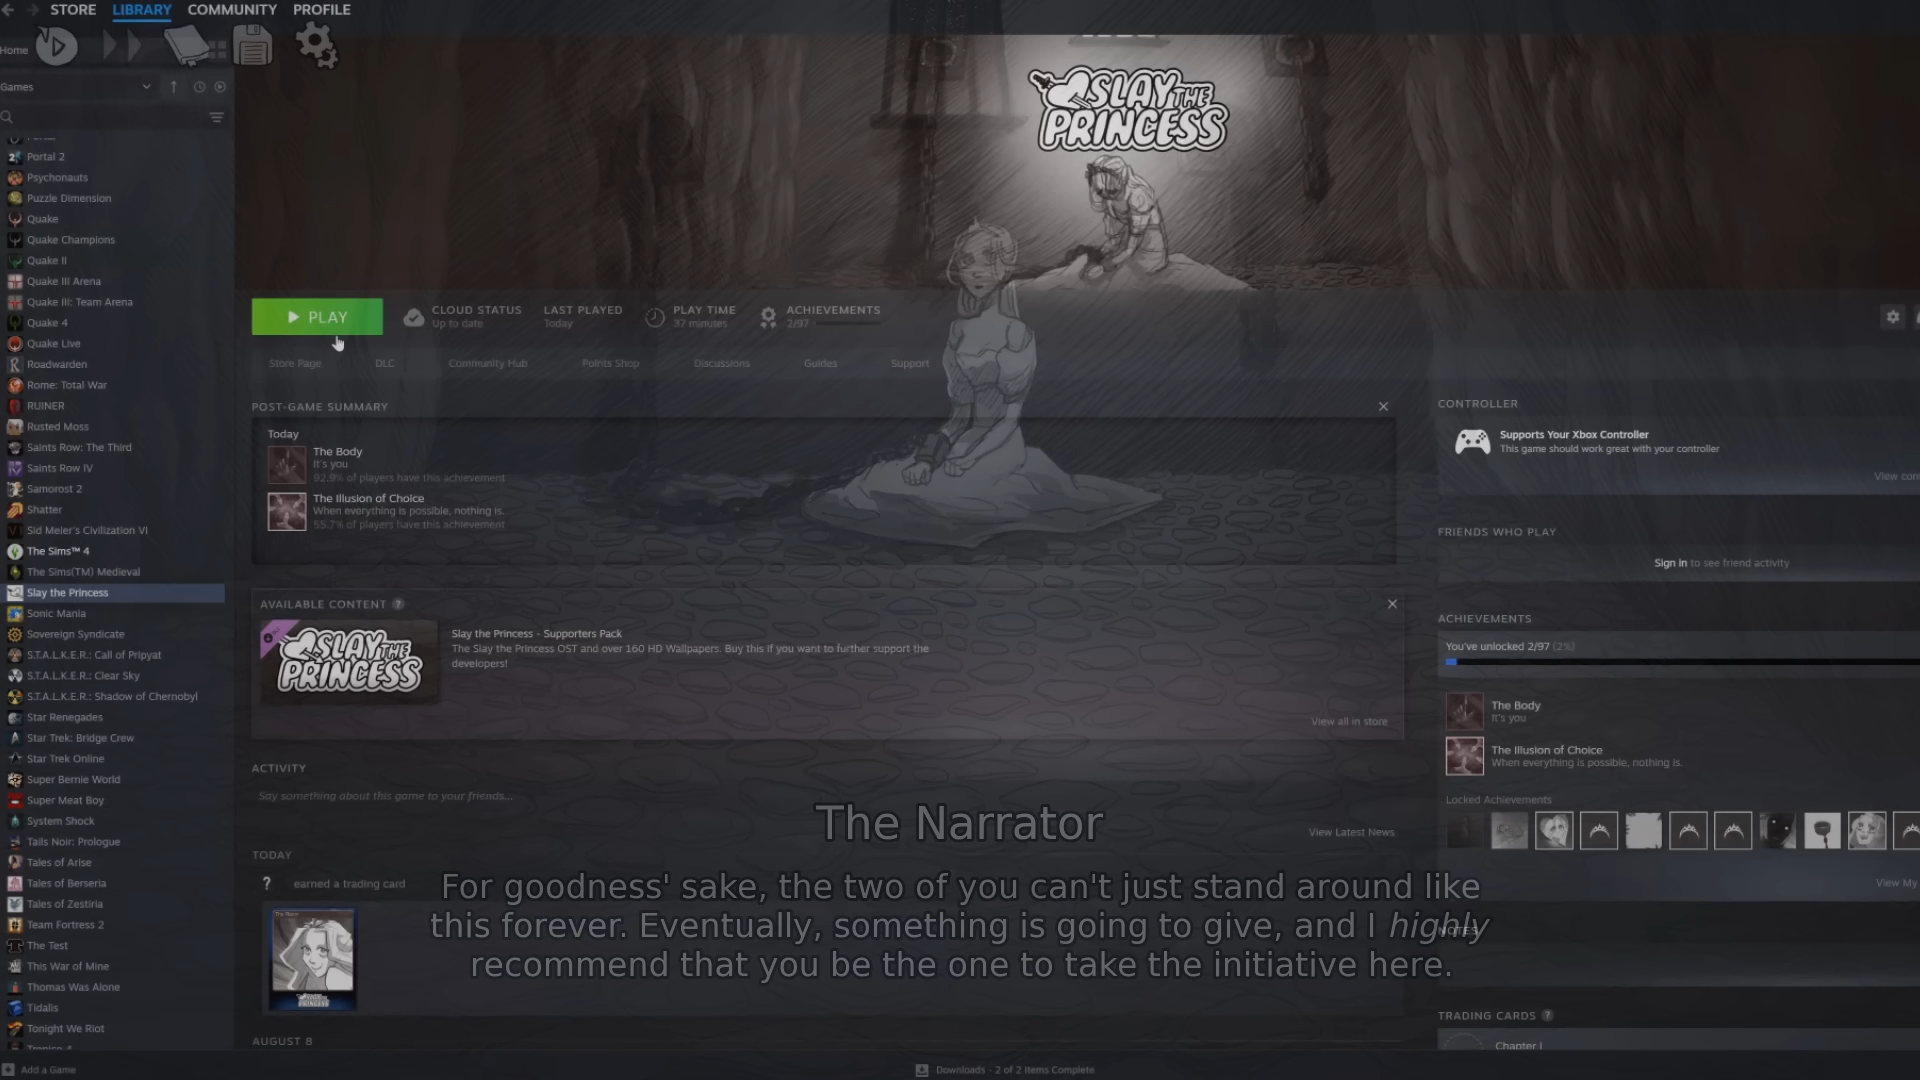 STORE LIBRARY COMMUNITY PROFILE
Home
Games
Portal 2
Psychonauts
Puzzle Dimension
Quake
Quake Champions
Quake II
Quake III Arena
Quake III: Team Arena
Quake 4
Quake Live
Roadwarden
Rome: Total War
RUINER
Rusted Moss
Saints Row: The Third
Saints Row IV
Samorost 2
Shatter
Sid Meier's Civilization VI
The Sims™ 4
The Sims(TM) Medieval
Slay the Princess
Sonic Mania
Sovereign Syndicate
S.T.A.L.K.E.R.: Call of Pripyat
S.T.A.L.K.E.R.: Clear Sky
S.T.A.L.K.E.R.: Shadow of Chernobyl
Star Renegades
Star Trek: Bridge Crew
Star Trek Online
Super Bernie World
Super Meat Boy
System Shock
Tails Noir: Prologue
Tales of Arise
Tales of Berseria
Tales of Zestiria
Team Fortress 2
The Test
This War of Mine
Thomas Was Alone
Tidalis
Tonight We Riot
Add a Game
SLAY THE
PRINCESS
PLAY
CLOUD STATUS
Up to date
LAST PLAYED
Today
PLAY TIME
37 minutes
ACHIEVEMENTS
2/97
Store Page DLC Community Hub Points Shop Discussions Guides Support
POST-GAME SUMMARY
Today
The Body
It's you
92.9% of players have this achievement
The Illusion of Choice
When everything is possible, nothing is.
55.7% of players have this achievement
AVAILABLE CONTENT ?
SLAY THE
PRINCESS
Slay the Princess - Supporters Pack
The Slay the Princess OST and over 160 HD Wallpapers. Buy this if you want to further support the
developers!
View all in store
ACTIVITY
Say something about this game to your friends...
View Latest News
TODAY
? earned a trading card
AUGUST 8
The Narrator
For goodness' sake, the two of you can't just stand around like
this forever. Eventually, something is going to give, and I highly
recommend that you be the one to take the initiative here.
CONTROLLER
Supports Your Xbox Controller
This game should work great with your controller
View con
FRIENDS WHO PLAY
Sign in to see friend activity
ACHIEVEMENTS
You've unlocked 2/97 (2%)
The Body
It's you
The Illusion of Choice
When everything is possible, nothing is.
Locked Achievements
View My
NOTES
TRADING CARDS ?
Chapter I
Downloads - 2 of 2 Items Complete